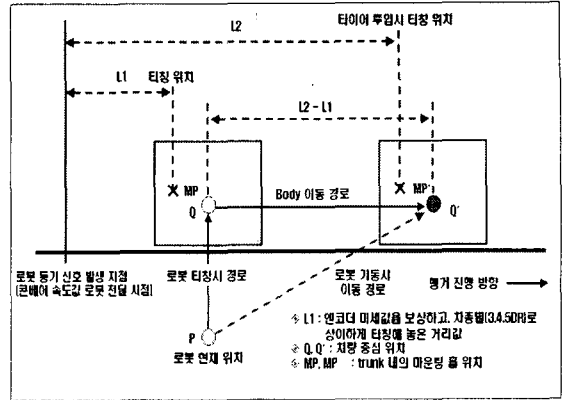 L2
타이어 투입시 티칭 위치
L1
티칭 위치
L2 - L1
MP
MP'
Q
Body 이동 경로
Q'
로봇 동기 신호 발생 지점
(콘베어 속도값 로봇 전달 시점)
로봇 티칭시 경로
로봇 기동시
이동 경로
행거 진행 방향
P
로봇 현재 위치
L1 : 엔코더 미세값을 보상하고, 차종별(3.4.5DR)로
상이하게 티칭해 놓은 거리값
Q, Q' : 차량 중심 위치
MP, MP : trunk 내의 마운팅 홀 위치